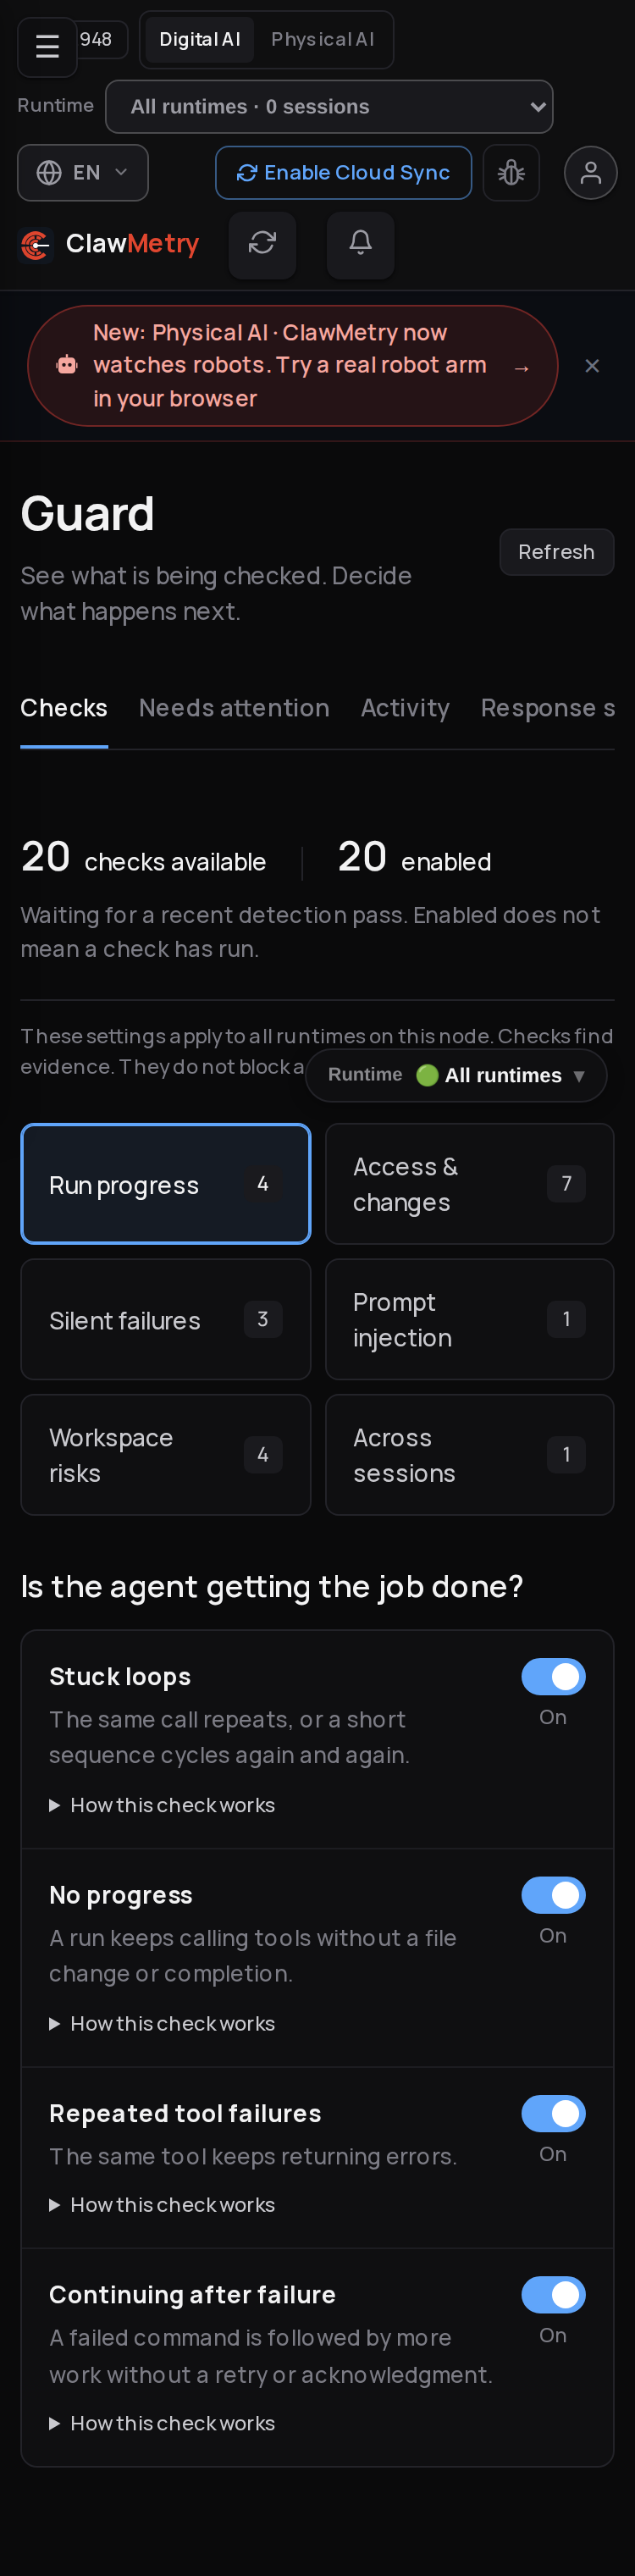 ☰
948
Digital AI
Physical AI
Runtime
All runtimes · 0 sessions
EN
Enable Cloud Sync
ClawMetry
New: Physical AI · ClawMetry now
watches robots. Try a real robot arm →
in your browser
×
Guard
Refresh
See what is being checked. Decide
what happens next.
Checks
Needs attention
Activity
Response s
20 checks available
20 enabled
Waiting for a recent detection pass. Enabled does not
mean a check has run.
These settings apply to all runtimes on this node. Checks find
evidence. They do not block a
Runtime All runtimes ▼
Run progress 4
Access &
changes 7
Silent failures 3
Prompt
injection 1
Workspace
risks 4
Across
sessions 1
Is the agent getting the job done?
Stuck loops
On
The same call repeats, or a short
sequence cycles again and again.
▶ How this check works
No progress
On
A run keeps calling tools without a file
change or completion.
▶ How this check works
Repeated tool failures
On
The same tool keeps returning errors.
▶ How this check works
Continuing after failure
On
A failed command is followed by more
work without a retry or acknowledgment.
▶ How this check works